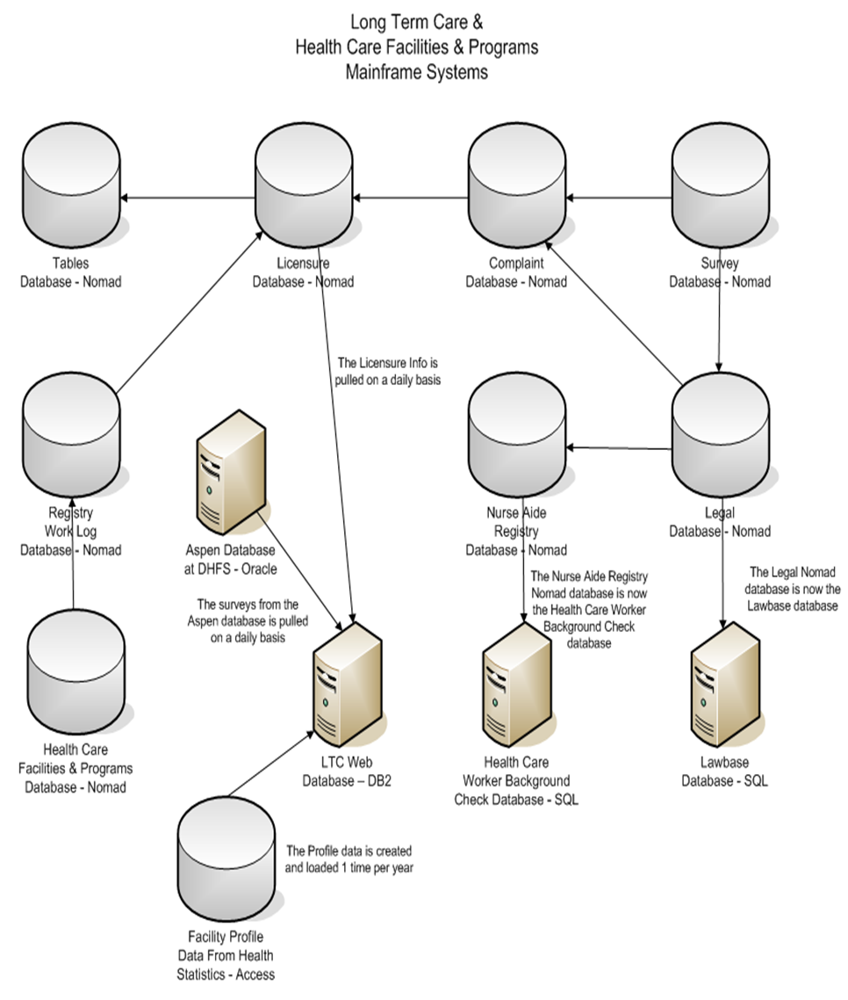 Long Term Care &
Health Care Facilities & Programs
Mainframe Systems
Tables
Database - Nomad
Licensure
Database - Nomad
Complaint
Database - Nomad
Survey
Database - Nomad
The Licensure Info is
pulled on a daily basis
Registry
Work Log
Database - Nomad
Aspen Database
at DHFS - Oracle
Nurse Aide
Registry
Database - Nomad
Legal
Database - Nomad
The surveys from the
Aspen database is pulled
on a daily basis
The Nurse Aide Registry
Nomad database is now
the Health Care Worker
Background Check
database
The Legal Nomad
database is now the
Lawbase database
Health Care
Facilities & Programs
Database - Nomad
LTC Web
Database – DB2
Health Care
Worker Background
Check Database - SQL
Lawbase
Database - SQL
The Profile data is created
and loaded 1 time per year
Facility Profile
Data From Health
Statistics - Access